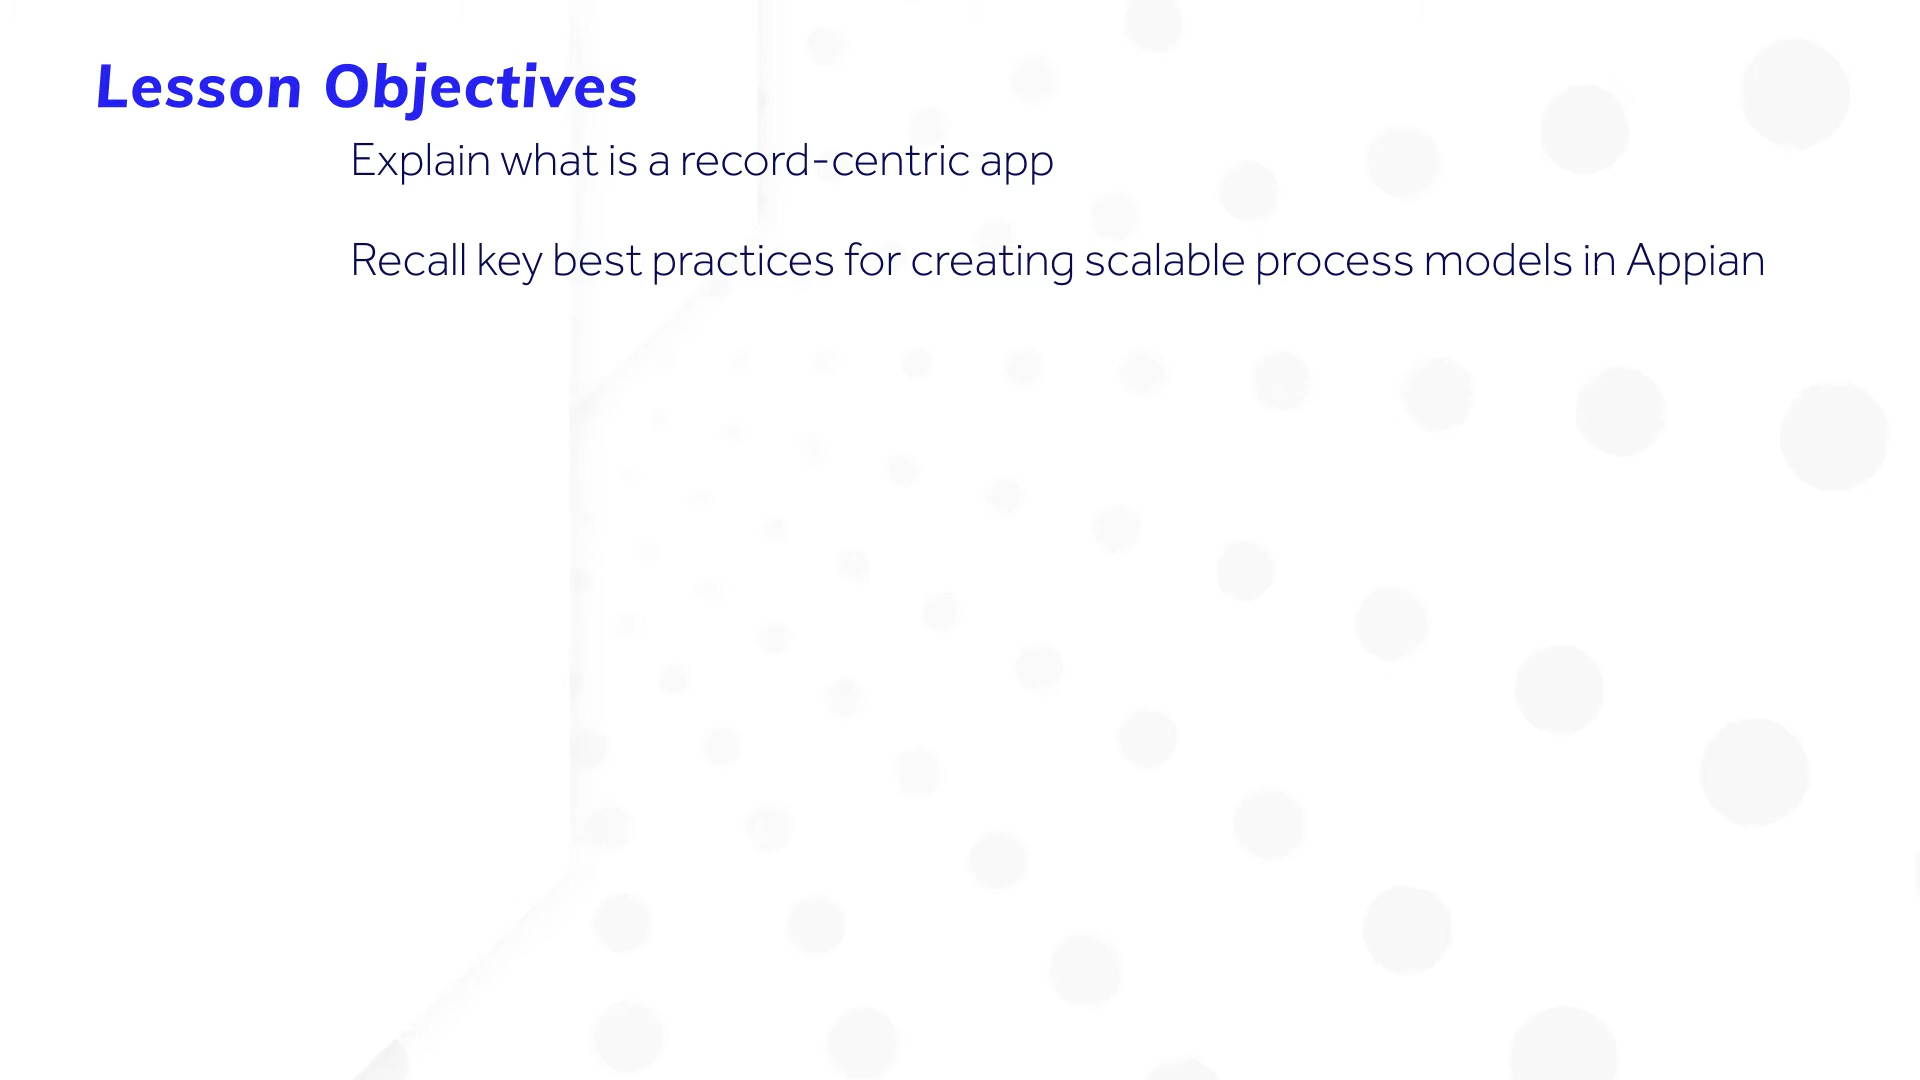 Lesson Objectives
Explain what is a record-centric app
Recall key best practices for creating scalable process models in Appian